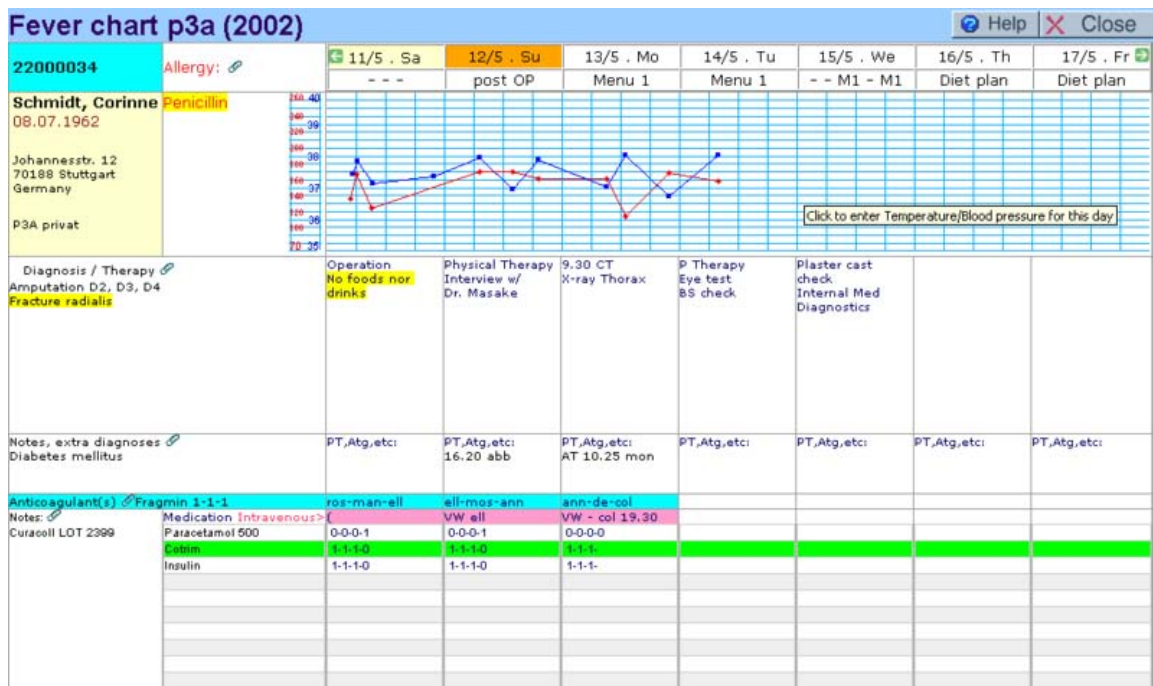 Fever chart p3a (2002)
Help Close
22000034 Allergy:
11/5 . Sa 12/5 . Su 13/5 . Mo 14/5 . Tu 15/5 . We 16/5 . Th 17/5 . Fr
- - - post OP Menu 1 Menu 1 - - M1 - M1 Diet plan Diet plan
Schmidt, Corinne Penicillin
08.07.1962
Johannesstr. 12
70188 Stuttgart
Germany
P3A privat
260 40
240
220 39
200
180 38
160 37
140
120 36
100
70 35
Click to enter Temperature/Blood pressure for this day
Diagnosis / Therapy
Amputation D2, D3, D4
Fracture radialis
Operation
No foods nor
drinks
Physical Therapy
Interview w/
Dr. Masake
9.30 CT
X-ray Thorax
P Therapy
Eye test
BS check
Plaster cast
check
Internal Med
Diagnostics
Notes, extra diagnoses
Diabetes mellitus
PT,Atg,etc: PT,Atg,etc: PT,Atg,etc: PT,Atg,etc: PT,Atg,etc: PT,Atg,etc: PT,Atg,etc:
16.20 abb AT 10.25 mon
Anticoagulant(s) Fragmin 1-1-1 ros-man-ell ell-mos-ann ann-de-col
Notes: Medication Intravenous> ( VW ell VW - col 19.30
Curacoll LOT 2399 Paracetamol 500 0-0-0-1 0-0-0-1 0-0-0-0
Cotrim 1-1-1-0 1-1-1-0 1-1-1-
Insulin 1-1-1-0 1-1-1-0 1-1-1-